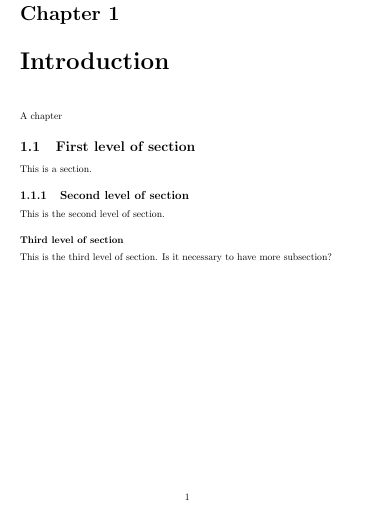 Chapter 1
Introduction
A chapter
1.1 First level of section
This is a section.
1.1.1 Second level of section
This is the second level of section.
Third level of section
This is the third level of section. Is it necessary to have more subsection?
1